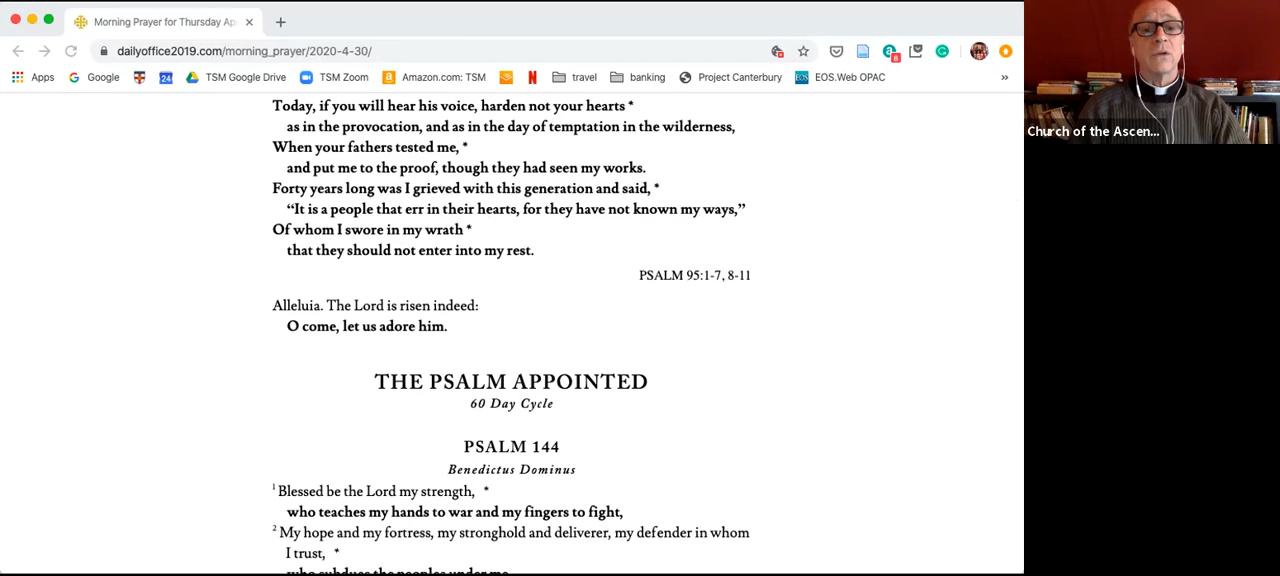 Morning Prayer for Thursday Ap
dailyoffice2019.com/morning_prayer/2020-4-30/
Apps Google 24 TSM Google Drive TSM Zoom Amazon.com: TSM N travel banking Project Canterbury EOS EOS.Web OPAC »
Today, if you will hear his voice, harden not your hearts *
as in the provocation, and as in the day of temptation in the wilderness,
When your fathers tested me, *
and put me to the proof, though they had seen my works.
Forty years long was I grieved with this generation and said, *
“It is a people that err in their hearts, for they have not known my ways,”
Of whom I swore in my wrath *
that they should not enter into my rest.
PSALM 95:1-7, 8-11
Alleluia. The Lord is risen indeed:
O come, let us adore him.
THE PSALM APPOINTED
60 Day Cycle
PSALM 144
Benedictus Dominus
1 Blessed be the Lord my strength, *
who teaches my hands to war and my fingers to fight,
2 My hope and my fortress, my stronghold and deliverer, my defender in whom
I trust, *
who subdues the peoples under me.
Church of the Ascen...